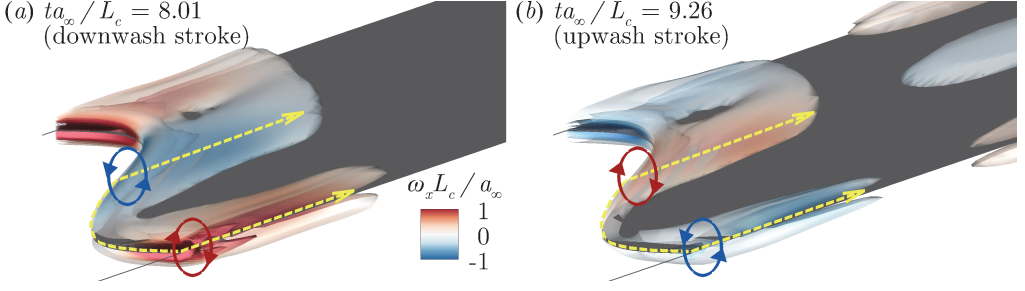 (a) ta∞ / Lc = 8.01
(downwash stroke)
(b) ta∞ / Lc = 9.26
(upwash stroke)
ωxLc / a∞
1
0
-1